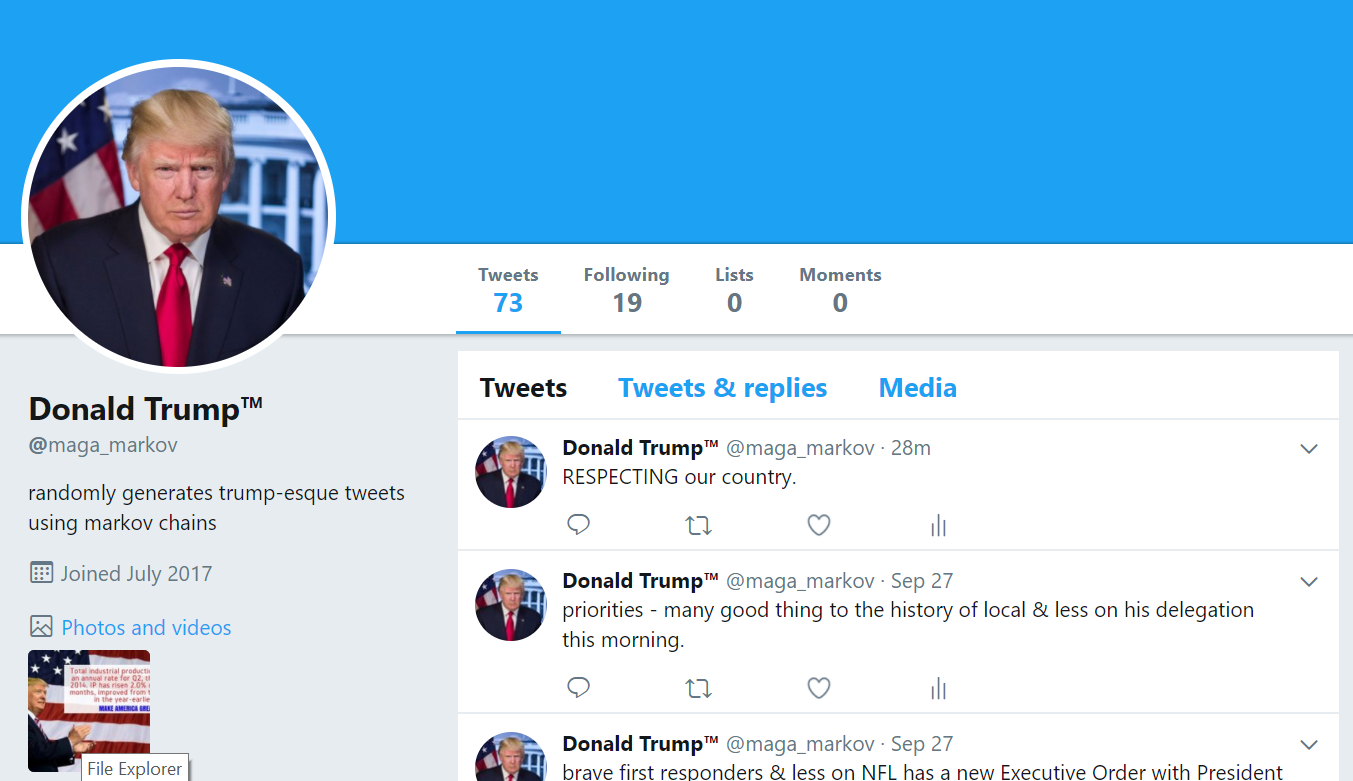 Tweets
73
Following
19
Lists
0
Moments
0
Donald Trump™
@maga_markov
randomly generates trump-esque tweets
using markov chains
Joined July 2017
Photos and videos
Total industrial producti
an annual rate for Q2, t
2014. IP has risen 2.0%
months, improved from
in the year-earlie
MAKE AMERICA GRE
File Explorer
Tweets
Tweets & replies
Media
Donald Trump™ @maga_markov · 28m
RESPECTING our country.
Donald Trump™ @maga_markov · Sep 27
priorities - many good thing to the history of local & less on his delegation
this morning.
Donald Trump™ @maga_markov · Sep 27
brave first responders & less on NFL has a new Executive Order with President